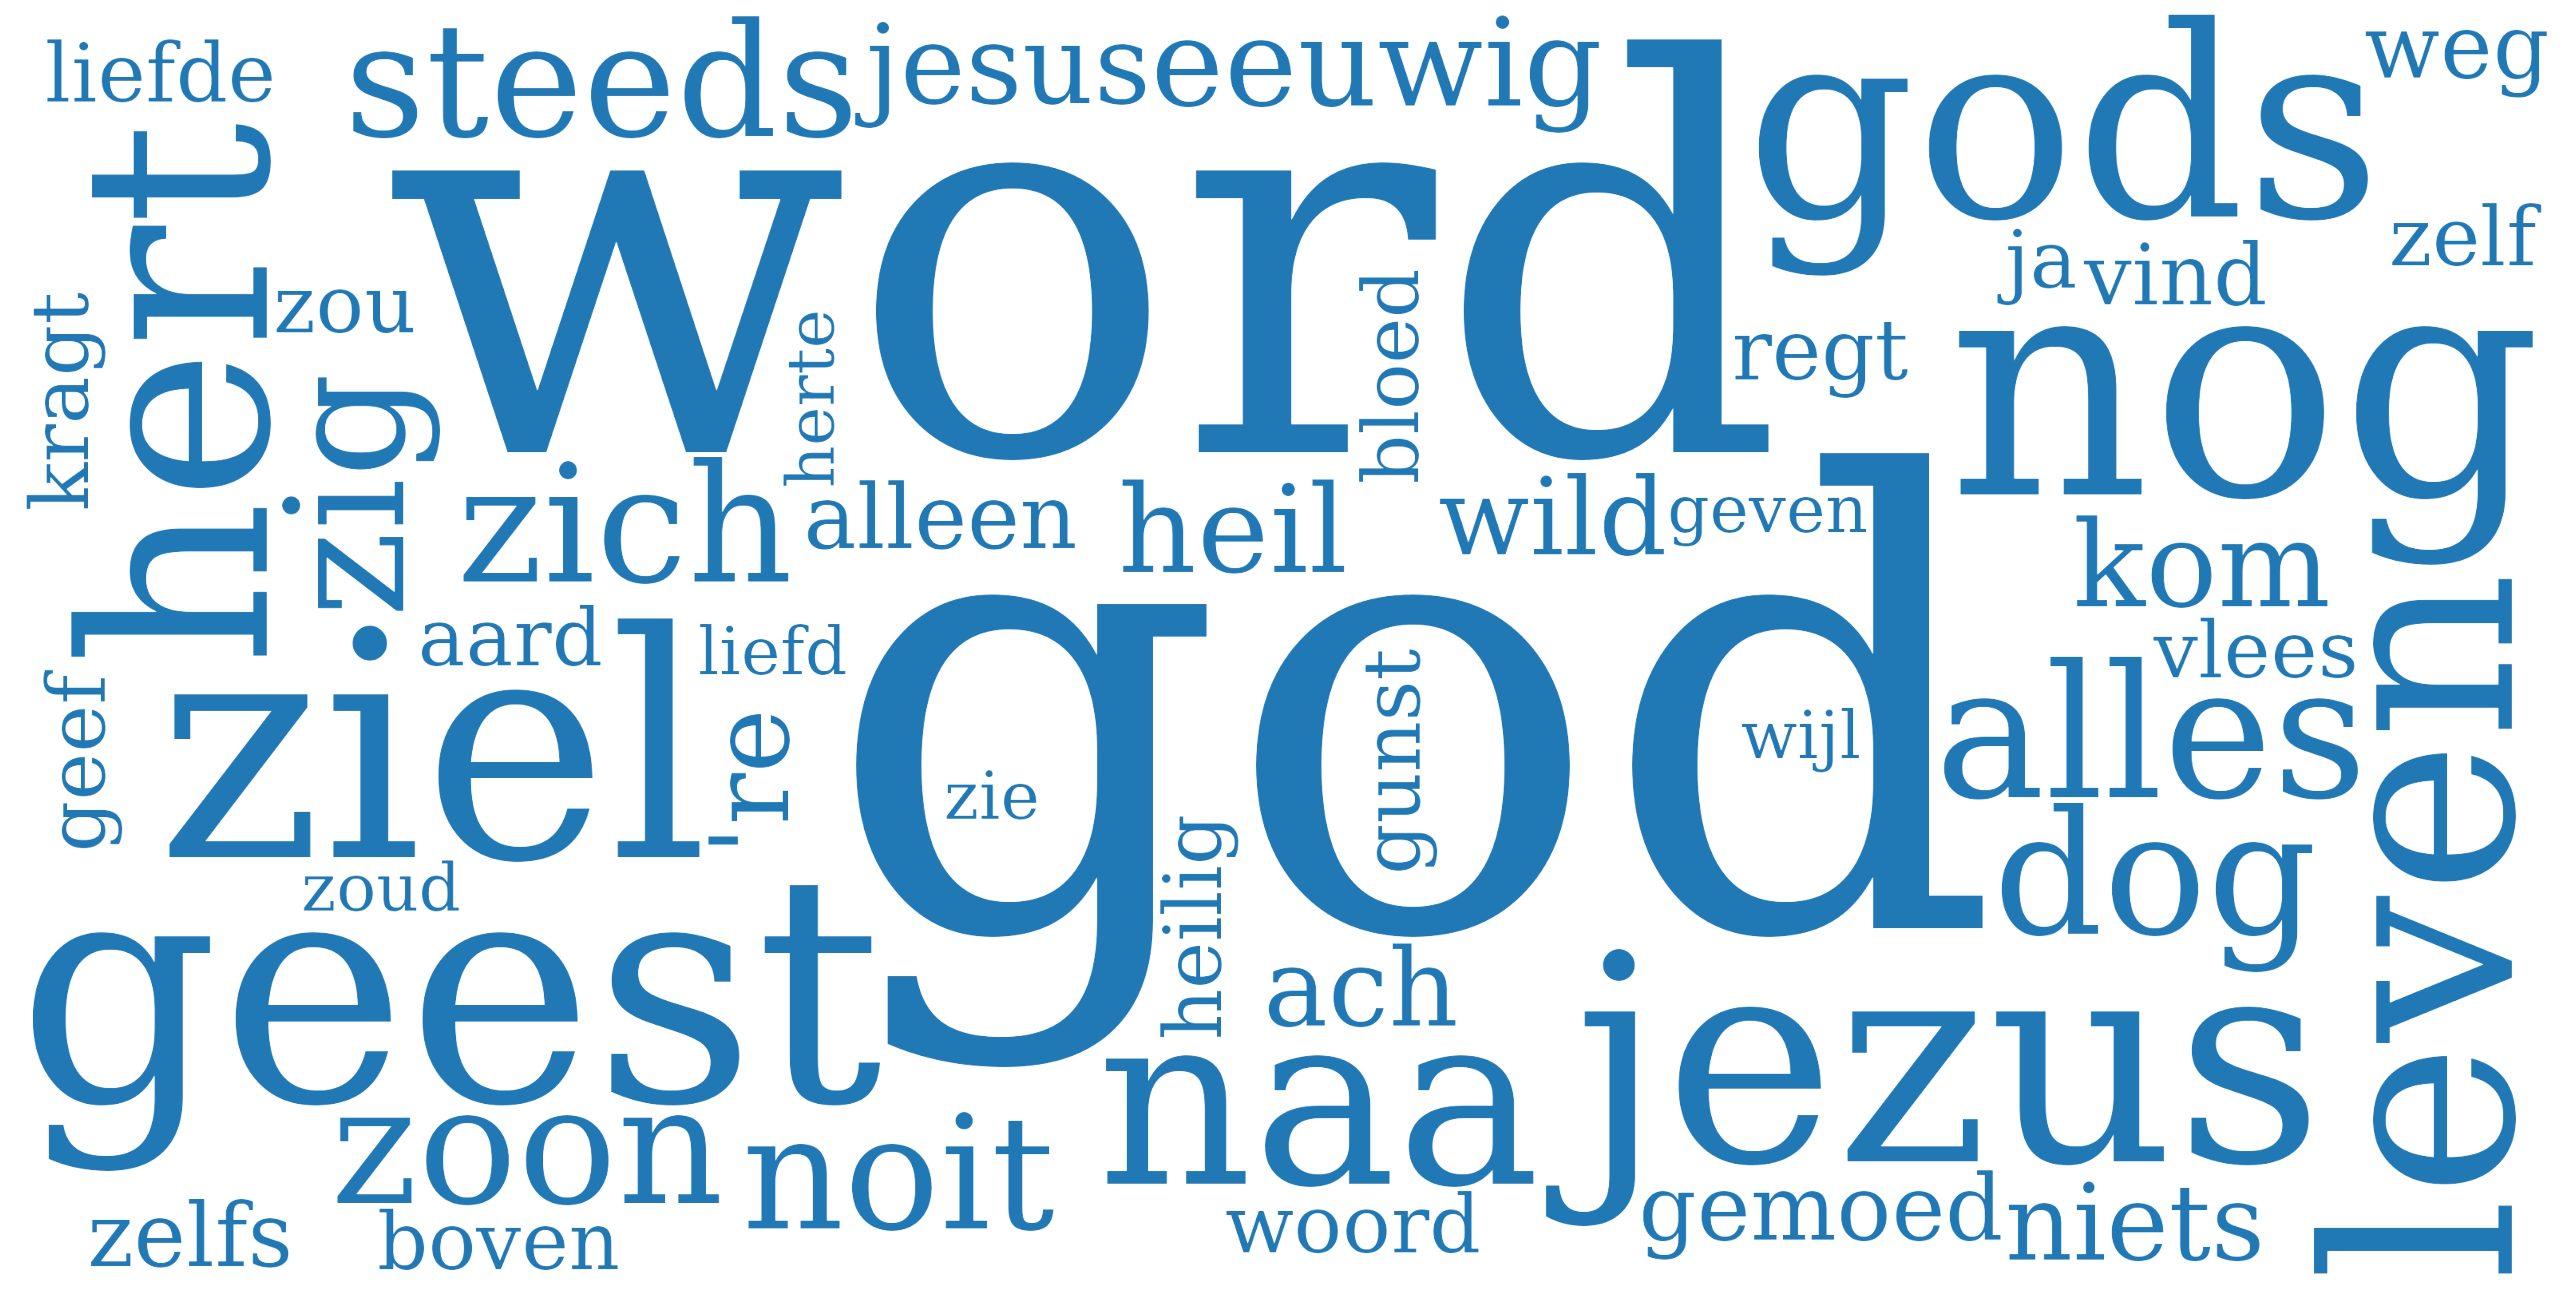 liefde
steeds
jesus
eeuwig
gods
weg
hert
word
zelf
ja
vind
kragt
zou
zig
herte
bloed
regt
nog
zich
alleen
heil
wild
geven
kom
aard
liefd
god
vlees
leven
geef
ziel
're
zie
gunst
wijl
alles
dog
zoud
geest
heilig
ach
naa
jezus
zoon
noit
zelfs
boven
woord
gemoed
niets